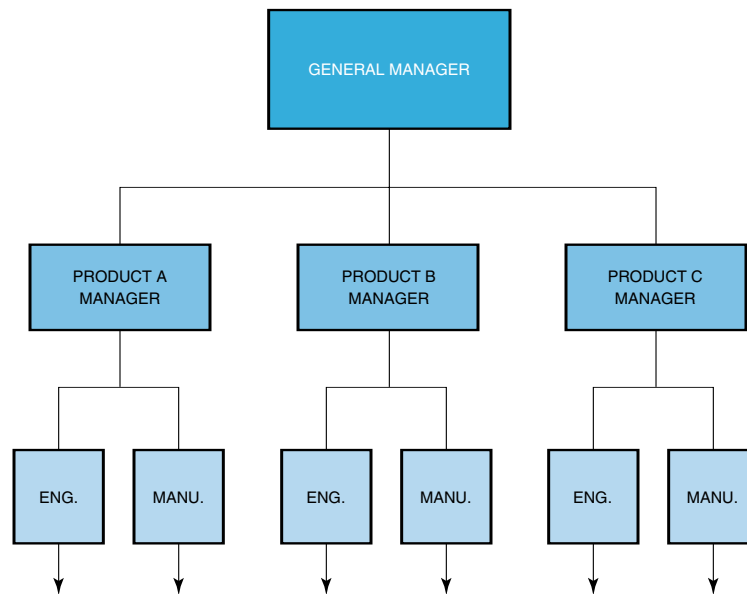 GENERAL MANAGER
PRODUCT A
MANAGER
PRODUCT B
MANAGER
PRODUCT C
MANAGER
ENG.
MANU.
ENG.
MANU.
ENG.
MANU.